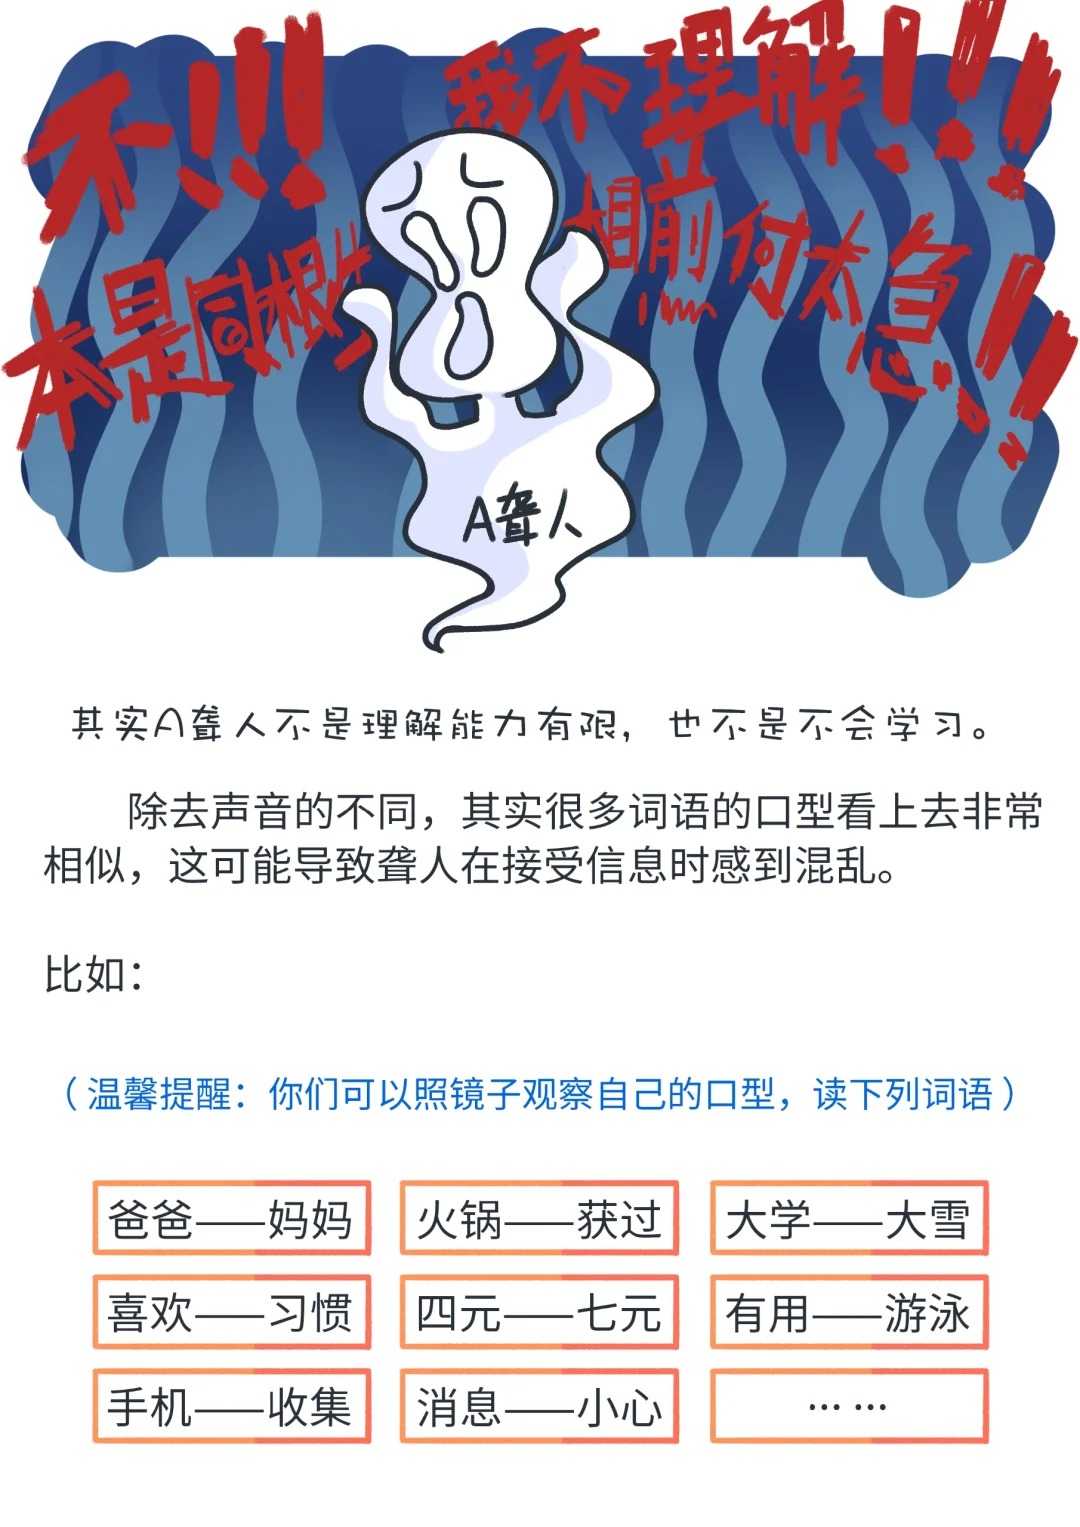 不!!!
我不理解!!!
本是同根生
相煎何太急!!
A聋人
其实A聋人不是理解能力有限，也不是不会学习。
除去声音的不同，其实很多词语的口型看上去非常
相似，这可能导致聋人在接受信息时感到混乱。
比如：
（温馨提醒：你们可以照镜子观察自己的口型，读下列词语）
爸爸——妈妈 火锅——获过 大学——大雪
喜欢——习惯 四元——七元 有用——游泳
手机——收集 消息——小心 ……